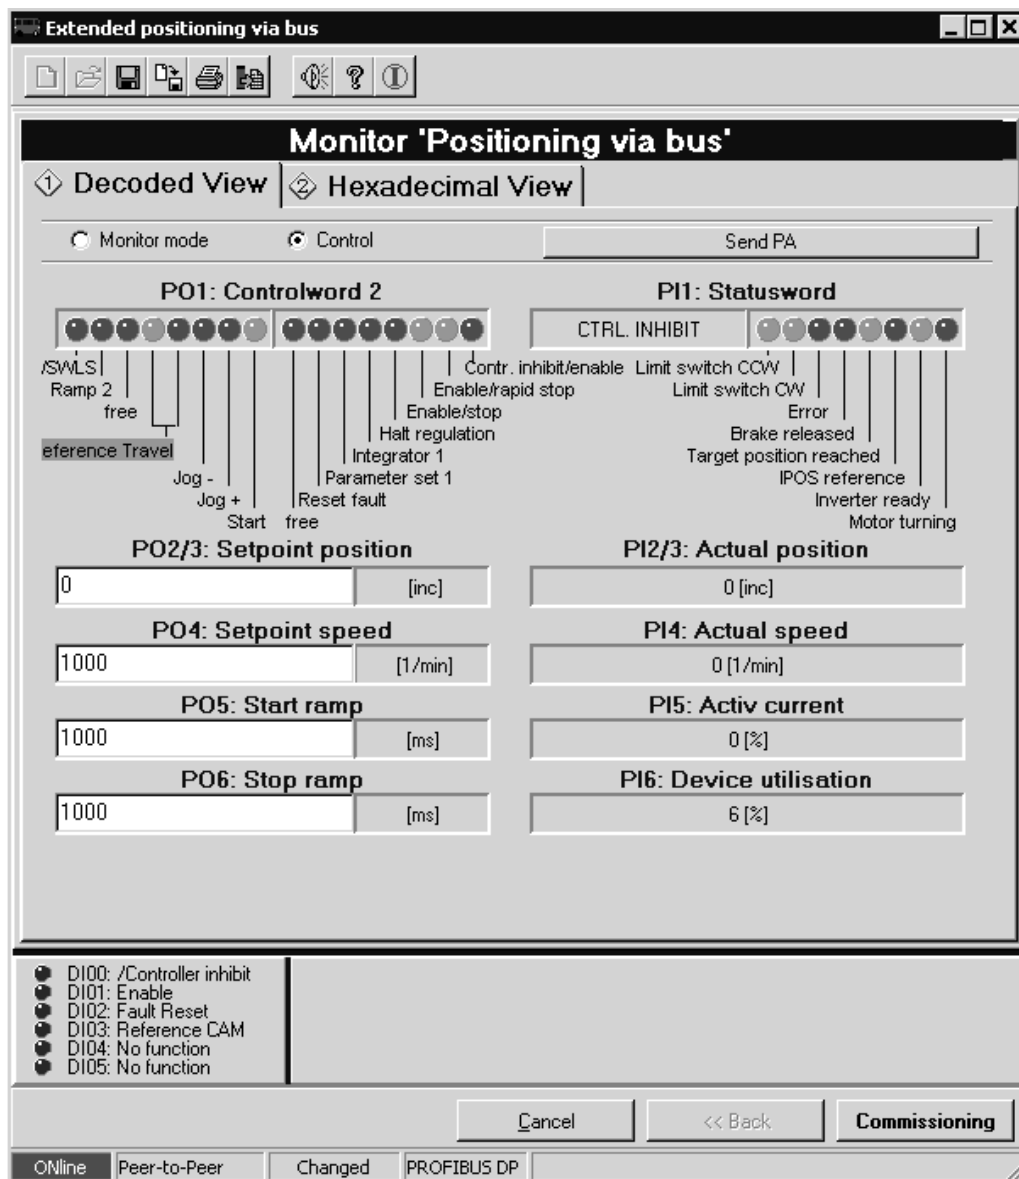 Extended positioning via bus
Monitor 'Positioning via bus'
1 Decoded View
2 Hexadecimal View
Monitor mode
Control
Send PA
PO1: Controlword 2
PI1: Statusword
CTRL. INHIBIT
/SWLS
Ramp 2
free
eference Travel
Jog -
Jog +
Start
free
Reset fault
Parameter set 1
Integrator 1
Halt regulation
Enable/stop
Enable/rapid stop
Contr. inhibit/enable
Limit switch CCW
Limit switch CW
Error
Brake released
Target position reached
IPOS reference
Inverter ready
Motor turning
PO2/3: Setpoint position
0 [inc]
PI2/3: Actual position
0 [inc]
PO4: Setpoint speed
1000 [1/min]
PI4: Actual speed
0 [1/min]
PO5: Start ramp
1000 [ms]
PI5: Activ current
0 [%]
PO6: Stop ramp
1000 [ms]
PI6: Device utilisation
6 [%]
DI00: /Controller inhibit
DI01: Enable
DI02: Fault Reset
DI03: Reference CAM
DI04: No function
DI05: No function
Cancel
<< Back
Commissioning
ONline
Peer-to-Peer
Changed
PROFIBUS DP